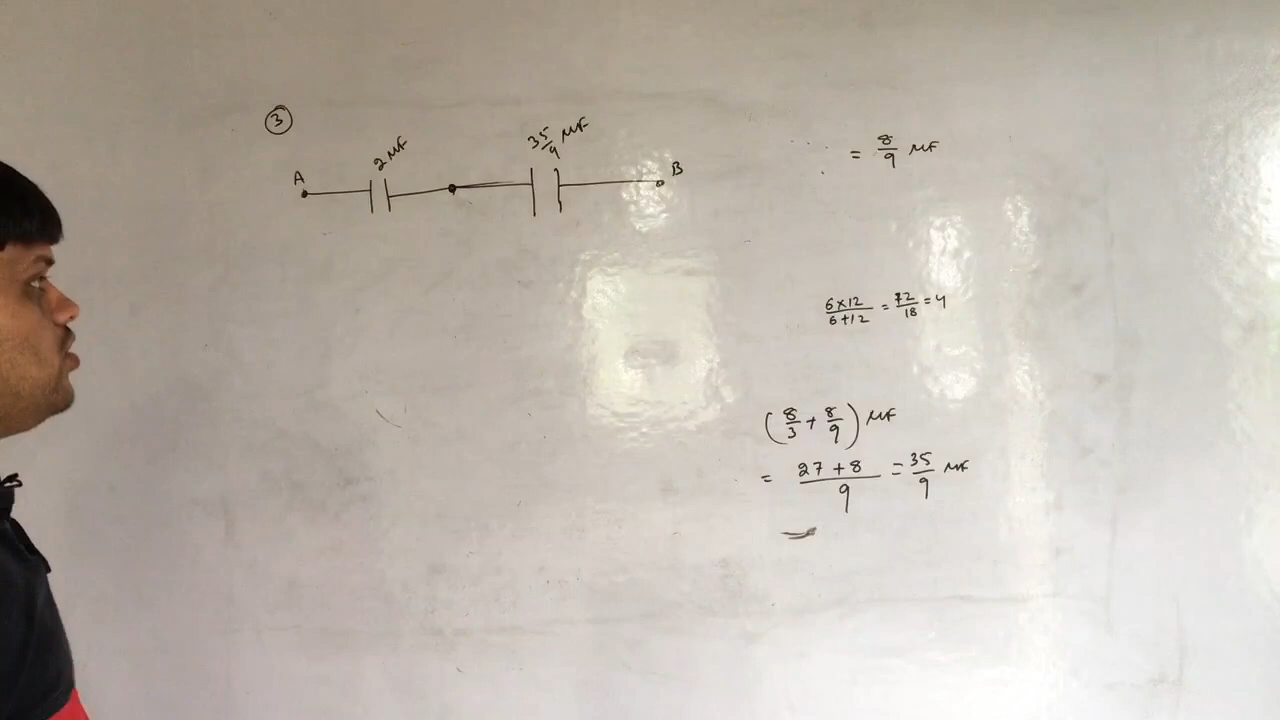 ③
A 2 μF 35/9 μF B
= 8/9 μF
6×12/6+12 = 72/18 = 4
(8/3 + 8/9) μF
= 27+8/9 = 35/9 μF